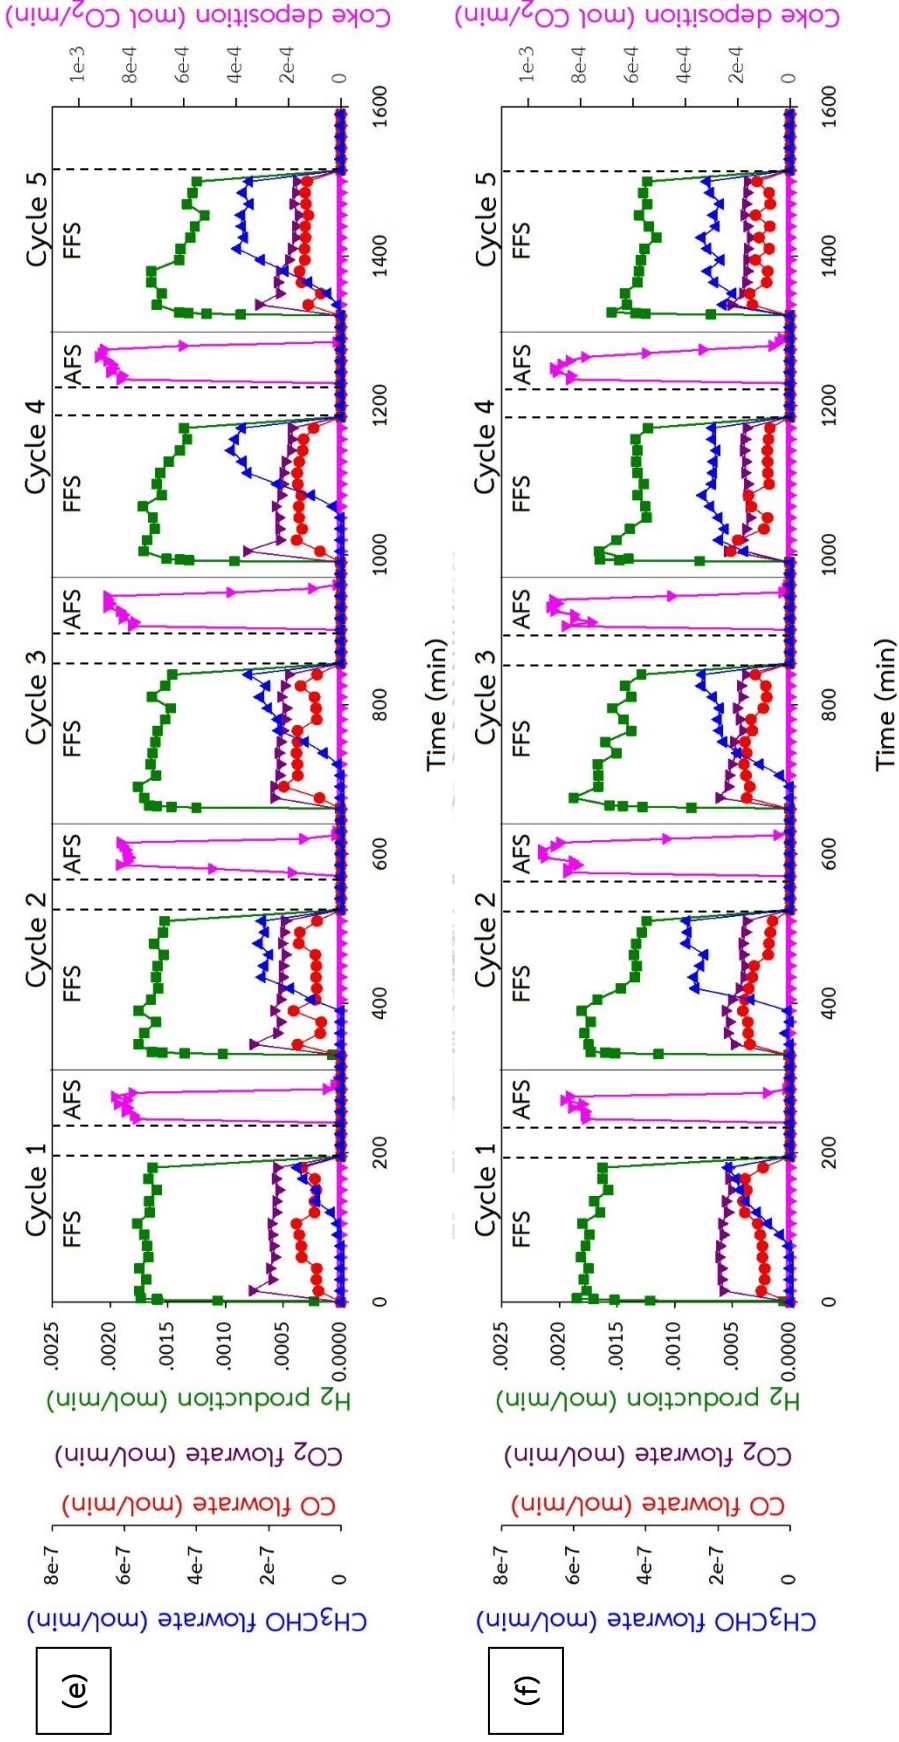 (e)
CH3CHO flowrate (mol/min)
8e-7
6e-7
4e-7
2e-7
0
CO flowrate (mol/min)
CO2 flowrate (mol/min)
H2 production (mol/min)
.0025
.0020
.0015
.0010
.0005
0.0000
Cycle 1 Cycle 2 Cycle 3 Cycle 4 Cycle 5
FFS AFS FFS AFS FFS AFS FFS AFS FFS
0 200 400 600 800 1000 1200 1400 1600
Time (min)
1e-3
8e-4
6e-4
4e-4
2e-4
0
Coke deposition (mol CO2/min)
(f)
CH3CHO flowrate (mol/min)
8e-7
6e-7
4e-7
2e-7
0
CO flowrate (mol/min)
CO2 flowrate (mol/min)
H2 production (mol/min)
.0025
.0020
.0015
.0010
.0005
0.0000
Cycle 1 Cycle 2 Cycle 3 Cycle 4 Cycle 5
FFS AFS FFS AFS FFS AFS FFS AFS FFS
0 200 400 600 800 1000 1200 1400 1600
Time (min)
1e-3
8e-4
6e-4
4e-4
2e-4
0
Coke deposition (mol CO2/min)